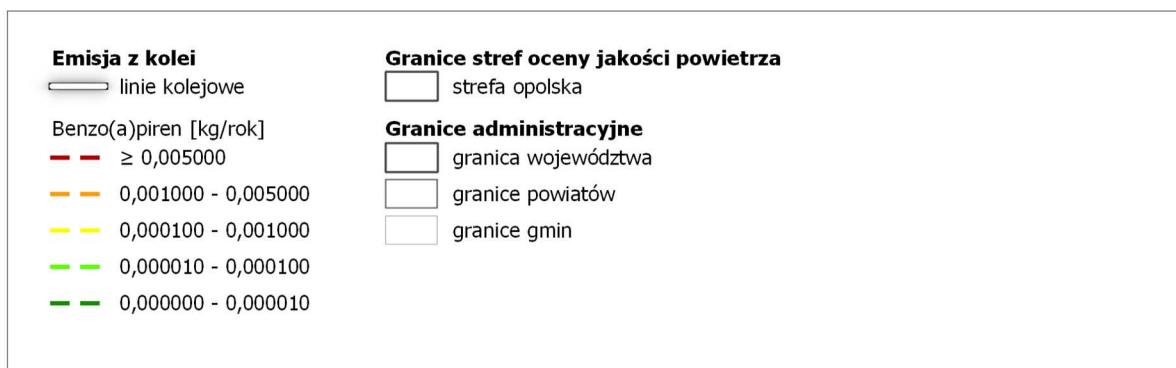 Emisja z kolei
linie kolejowe
Benzo(a)piren [kg/rok]
≥ 0,005000
0,001000 - 0,005000
0,000100 - 0,001000
0,000010 - 0,000100
0,000000 - 0,000010
Granice stref oceny jakości powietrza
strefa opolska
Granice administracyjne
granica województwa
granice powiatów
granice gmin